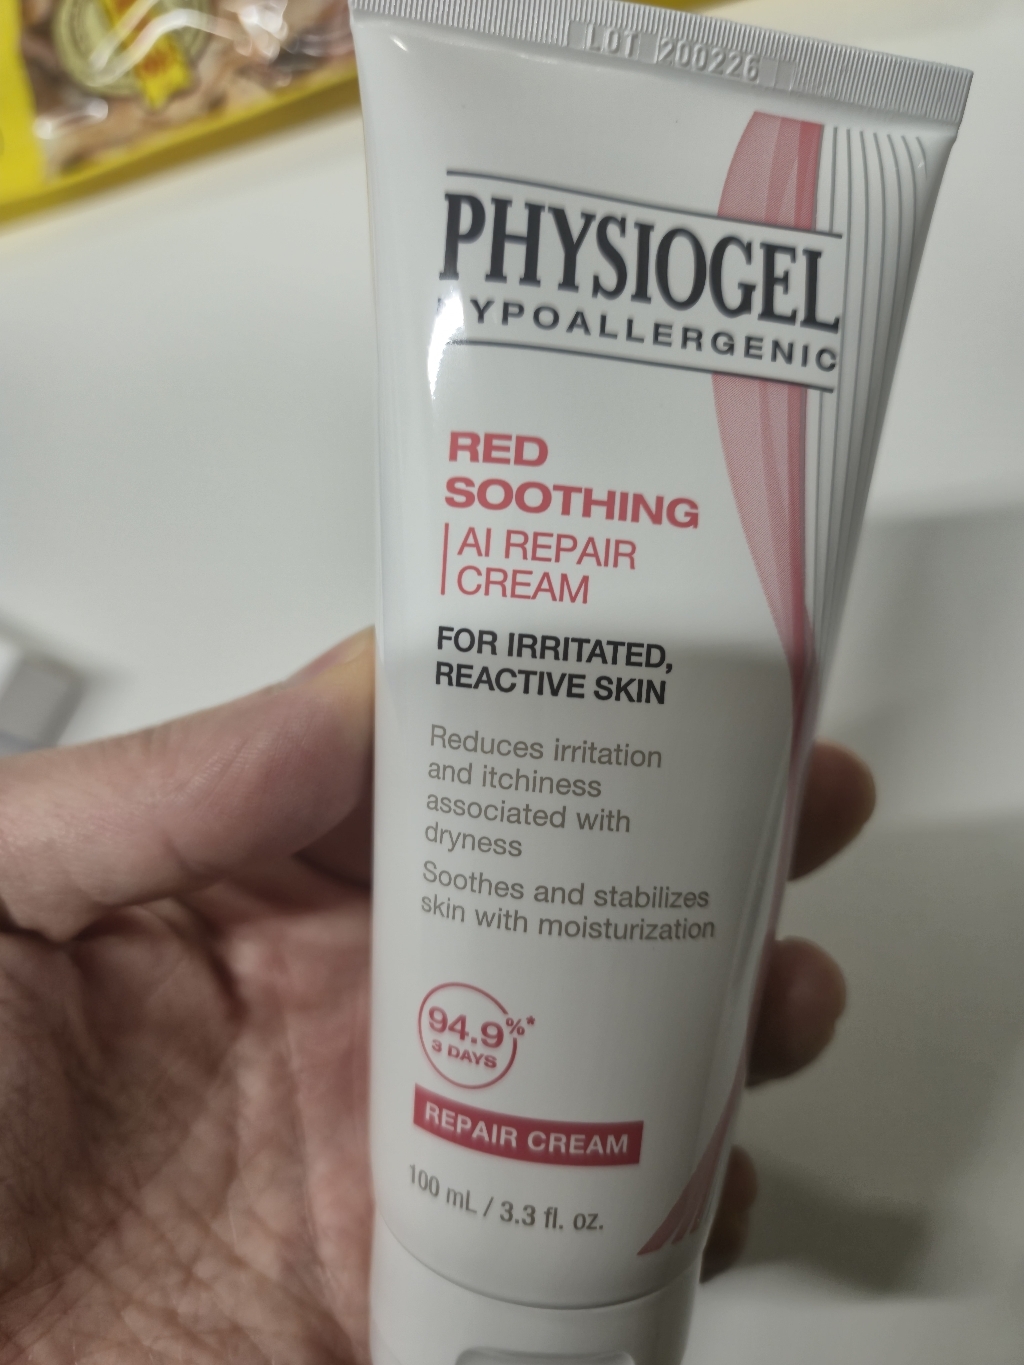 LOT 200226
PHYSIOGEL
HYPOALLERGENIC
RED
SOOTHING
AI REPAIR
CREAM
FOR IRRITATED,
REACTIVE SKIN
Reduces irritation
and itchiness
associated with
dryness
Soothes and stabilizes
skin with moisturization
94.9%*
3 DAYS
REPAIR CREAM
100 mL / 3.3 fl. oz.